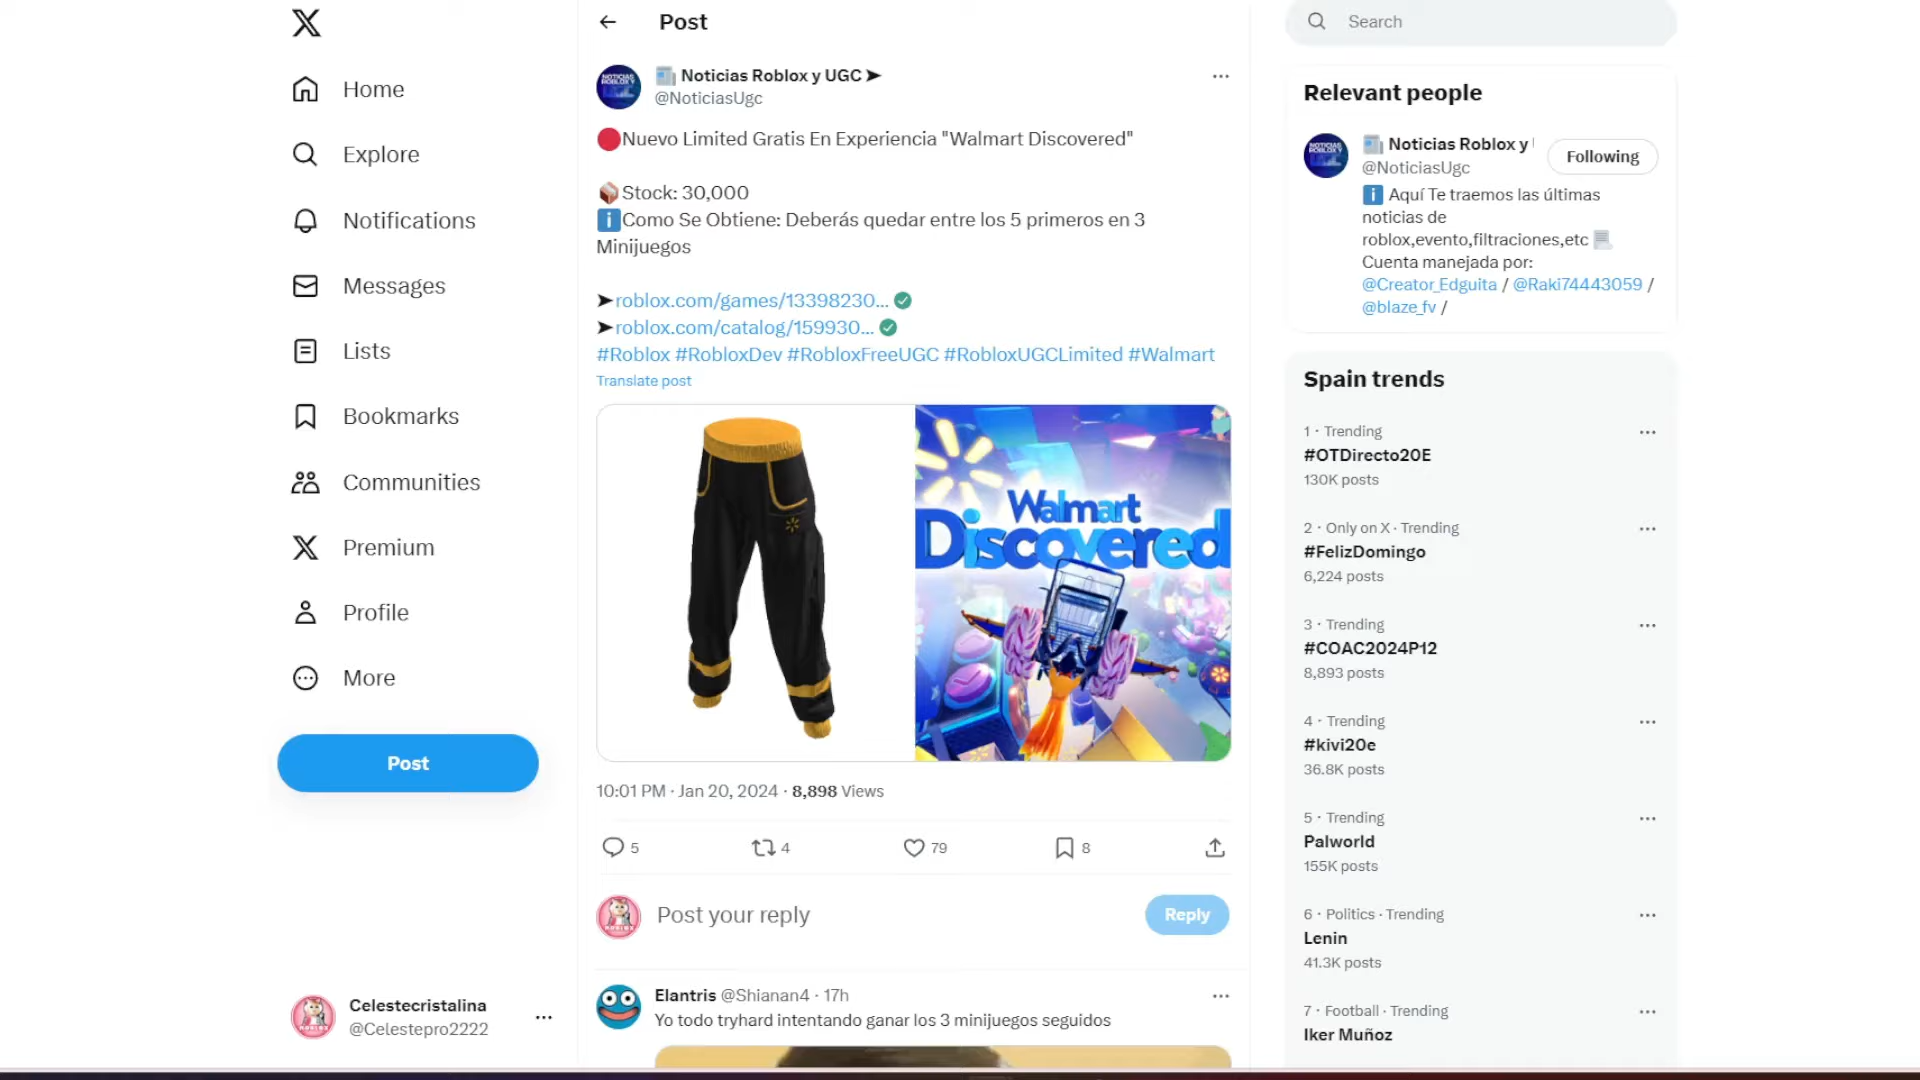 Home
Explore
Notifications
Messages
Lists
Bookmarks
Communities
Premium
Profile
More
Post
Celestecristalina
@Celestepro2222
Post
Noticias Roblox y UGC ➤
@NoticiasUgc
🔴Nuevo Limited Gratis En Experiencia "Walmart Discovered"
📦Stock: 30,000
ℹ️Como Se Obtiene: Deberás quedar entre los 5 primeros en 3
Minijuegos
➤roblox.com/games/13398230...
➤roblox.com/catalog/159930...
#Roblox #RobloxDev #RobloxFreeUGC #RobloxUGCLimited #Walmart
Translate post
Walmart
Discovered
10:01 PM · Jan 20, 2024 · 8,898 Views
5 4 79 8
Post your reply
Reply
Elantris @Shianan4 · 17h
Yo todo tryhard intentando ganar los 3 minijuegos seguidos
Search
Relevant people
Noticias Roblox y
@NoticiasUgc
Following
ℹ️ Aquí Te traemos las últimas
noticias de
roblox,evento,filtraciones,etc
Cuenta manejada por:
@Creator_Edguita / @Raki74443059 /
@blaze_fv /
Spain trends
1 · Trending
#OTDirecto20E
130K posts
2 · Only on X · Trending
#FelizDomingo
6,224 posts
3 · Trending
#COAC2024P12
8,893 posts
4 · Trending
#kivi20e
36.8K posts
5 · Trending
Palworld
155K posts
6 · Politics · Trending
Lenin
41.3K posts
7 · Football · Trending
Iker Muñoz